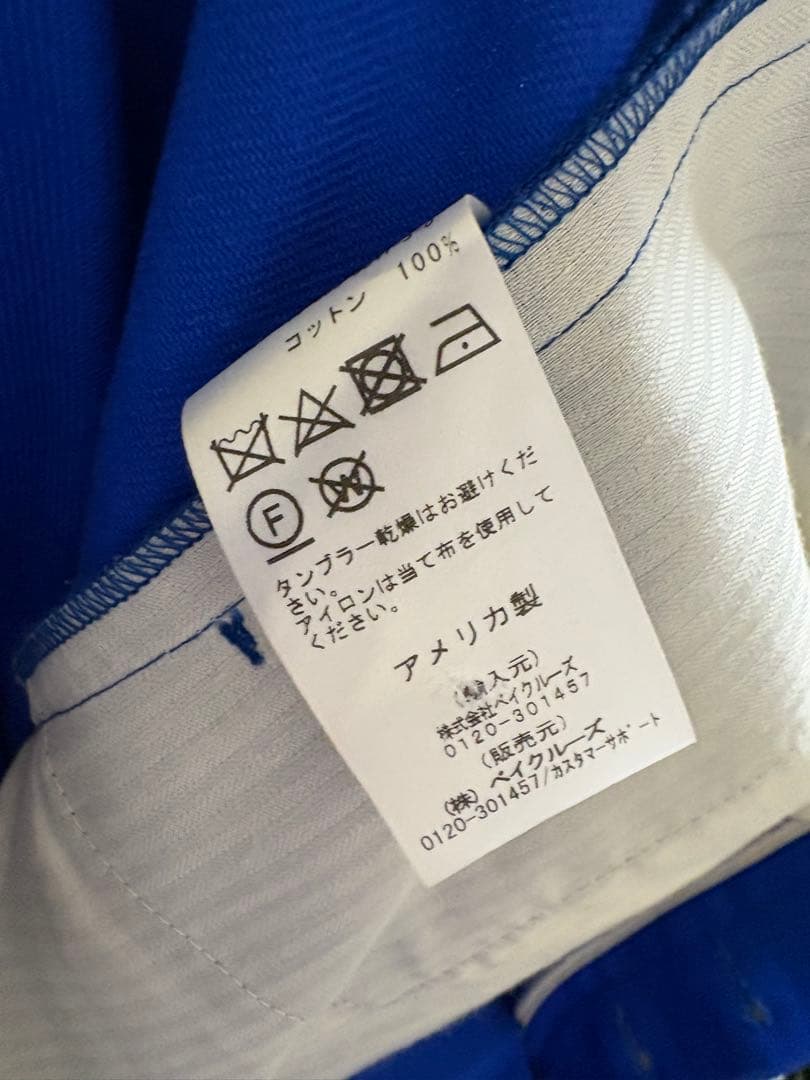 コットン 100%
F
W
タンブラー乾燥はお避けくだ
さい。
アイロンは当て布を使用して
ください。
アメリカ製
入元)
株式会社ベイクルーズ
0120-301457
(販売元)
(株) ベイクルーズ
0120-301457/カスタマーサポート